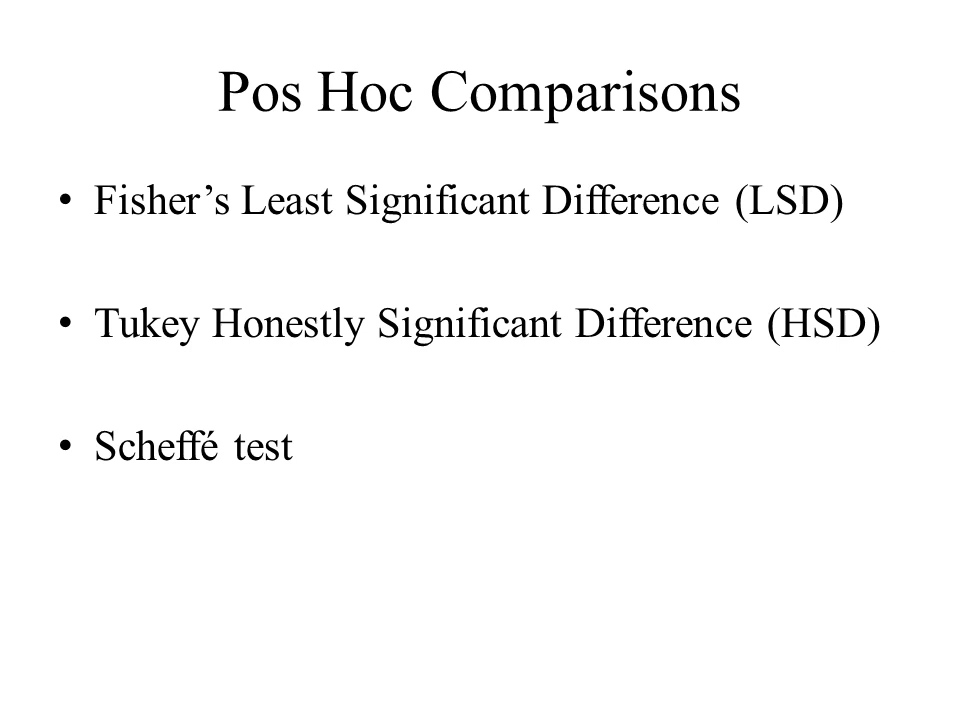 Pos Hoc Comparisons
• Fisher’s Least Significant Difference (LSD)
• Tukey Honestly Significant Difference (HSD)
• Scheffé test